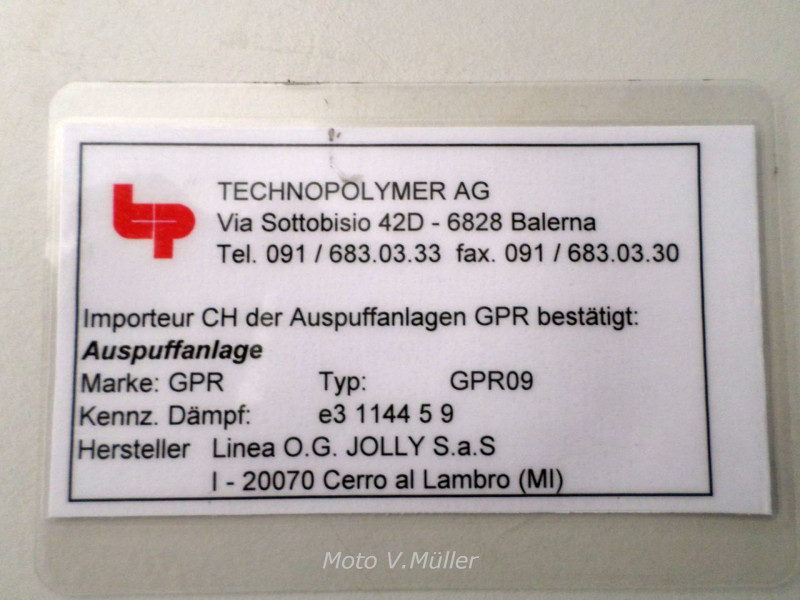 tp
TECHNOPOLYMER AG
Via Sottobisio 42D - 6828 Balerna
Tel. 091 / 683.03.33 fax. 091 / 683.03.30
Importeur CH der Auspuffanlagen GPR bestätigt:
Auspuffanlage
Marke: GPR Typ: GPR09
Kennz. Dämpf: e3 1144 5 9
Hersteller Linea O.G. JOLLY S.a.S
I - 20070 Cerro al Lambro (MI)
Moto V.Müller